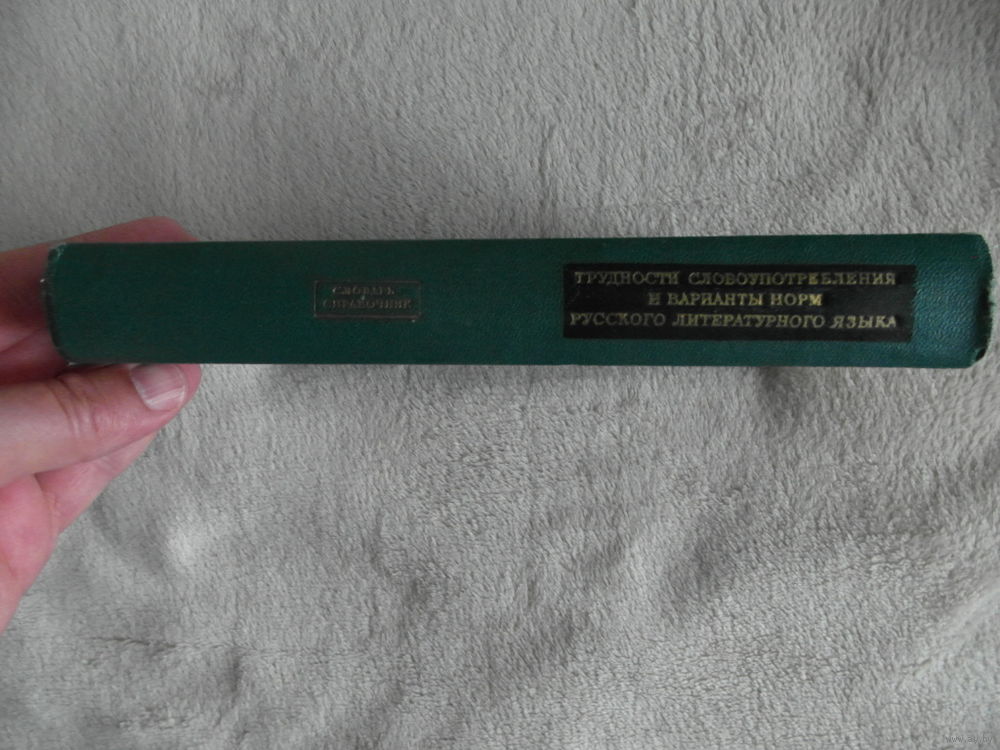 СЛОВАРЬ
СПРАВОЧНИК
ТРУДНОСТИ СЛОВОУПОТРЕБЛЕНИЯ
И ВАРИАНТЫ НОРМ
РУССКОГО ЛИТЕРАТУРНОГО ЯЗЫКА